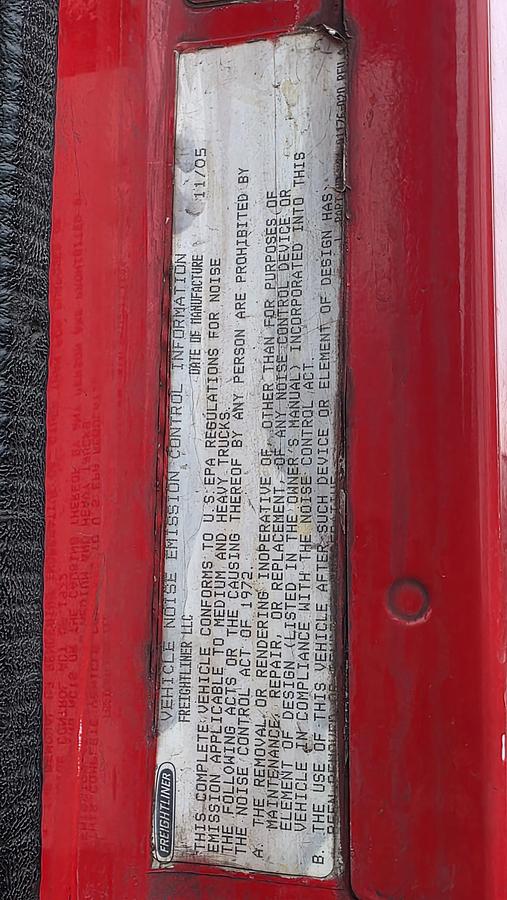 FREIGHTLINER
VEHICLE NOISE EMISSION CONTROL INFORMATION
FREIGHTLINER LLC DATE OF MANUFACTURE 11/05
THIS COMPLETE VEHICLE CONFORMS TO U.S. EPA REGULATIONS FOR NOISE
EMISSION APPLICABLE TO MEDIUM AND HEAVY TRUCKS.
THE FOLLOWING ACTS OR THE CAUSING THEREOF BY ANY PERSON ARE PROHIBITED BY
THE NOISE CONTROL ACT OF 1972
A. THE REMOVAL OR RENDERING INOPERATIVE OF, OTHER THAN FOR PURPOSES OF
MAINTENANCE, REPAIR, OR REPLACEMENT, OF ANY NOISE CONTROL DEVICE OR
ELEMENT OF DESIGN (LISTED IN THE OWNER'S MANUAL) INCORPORATED INTO THIS
VEHICLE IN COMPLIANCE WITH THE NOISE CONTROL ACT.
B. THE USE OF THIS VEHICLE AFTER SUCH DEVICE OR ELEMENT OF DESIGN HAS
BEEN